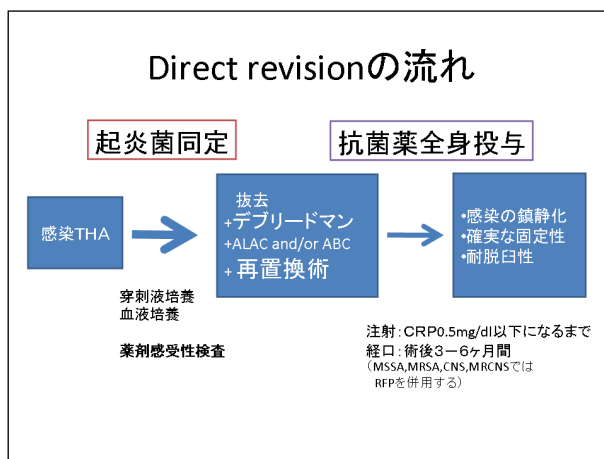 Direct revisionの流れ
起炎菌同定
抗菌薬全身投与
感染THA
抜去
+デブリードマン
+ALAC and/or ABC
+再置換術
•感染の鎮静化
•確実な固定性
•耐脱臼性
穿刺液培養
血液培養
薬剤感受性検査
注射:CRP0.5mg/dl以下になるまで
経口:術後3-6ヶ月間
(MSSA,MRSA,CNS,MRCNSでは
RFPを併用する)